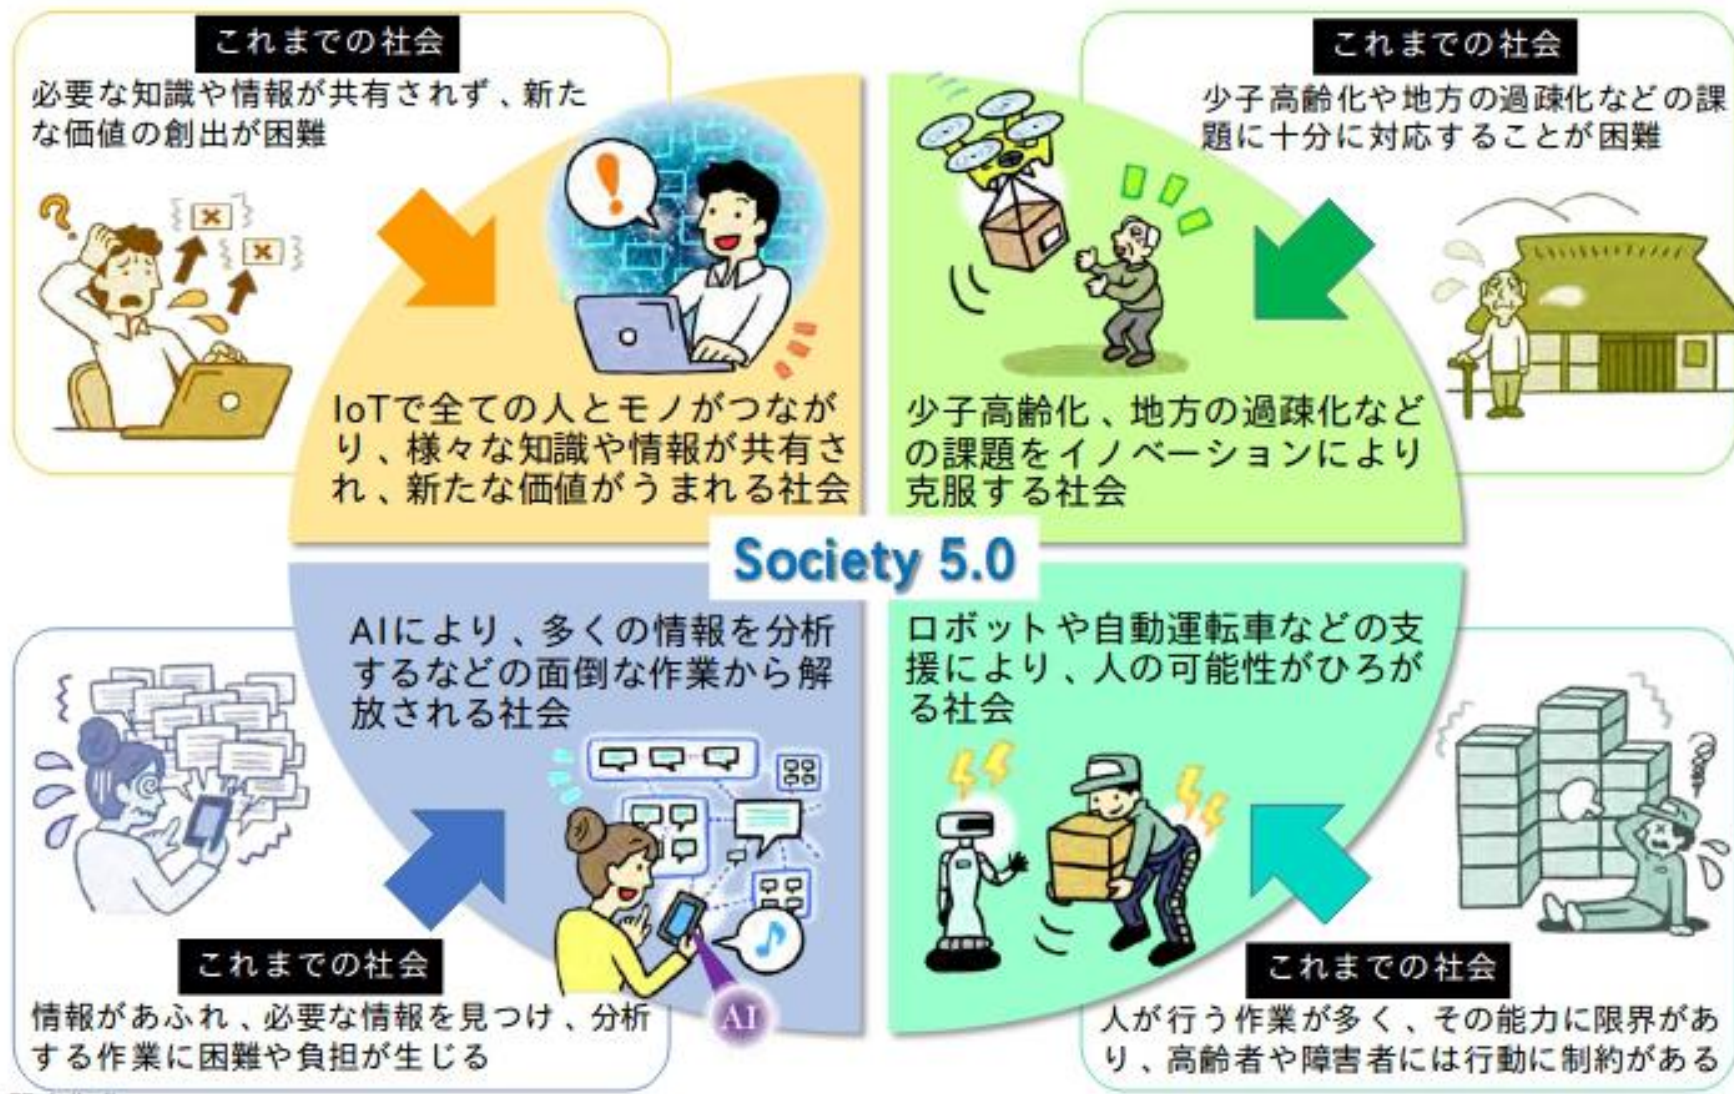 これまでの社会
必要な知識や情報が共有されず、新た
な価値の創出が困難
これまでの社会
少子高齢化や地方の過疎化などの課
題に十分に対応することが困難
IoTで全ての人とモノがつなが
り、様々な知識や情報が共有さ
れ、新たな価値がうまれる社会
少子高齢化、地方の過疎化など
の課題をイノベーションにより
克服する社会
Society 5.0
AIにより、多くの情報を分析
するなどの面倒な作業から解
放される社会
ロボットや自動運転車などの支
援により、人の可能性がひろが
る社会
AI
これまでの社会
情報があふれ、必要な情報を見つけ、分析
する作業に困難や負担が生じる
これまでの社会
人が行う作業が多く、その能力に限界があ
り、高齢者や障害者には行動に制約がある